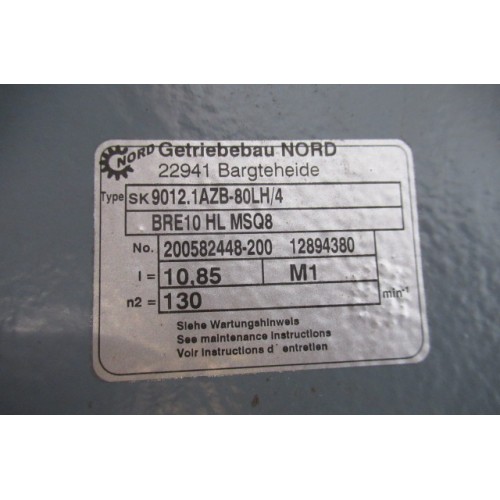 NORD Getriebebau NORD
22941 Bargteheide
Type SK 9012.1AZB-80LH/4
BRE10 HL MSQ8
No. 200582448-200 12894380
I = 10,85 M1
n2 = 130 min⁻¹
Siehe Wartungshinweis
See maintenance instructions
Voir instructions d` entretien